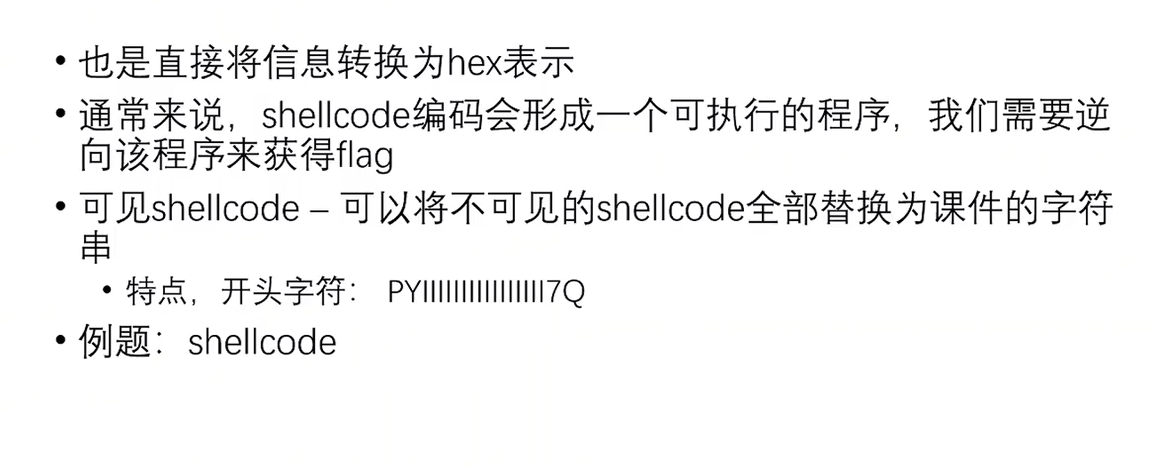 • 也是直接将信息转换为hex表示
• 通常来说，shellcode编码会形成一个可执行的程序，我们需要逆
向该程序来获得flag
• 可见shellcode – 可以将不可见的shellcode全部替换为课件的字符
串
• 特点，开头字符： PYIIIIIIIIIIIIIIIII7Q
• 例题：shellcode